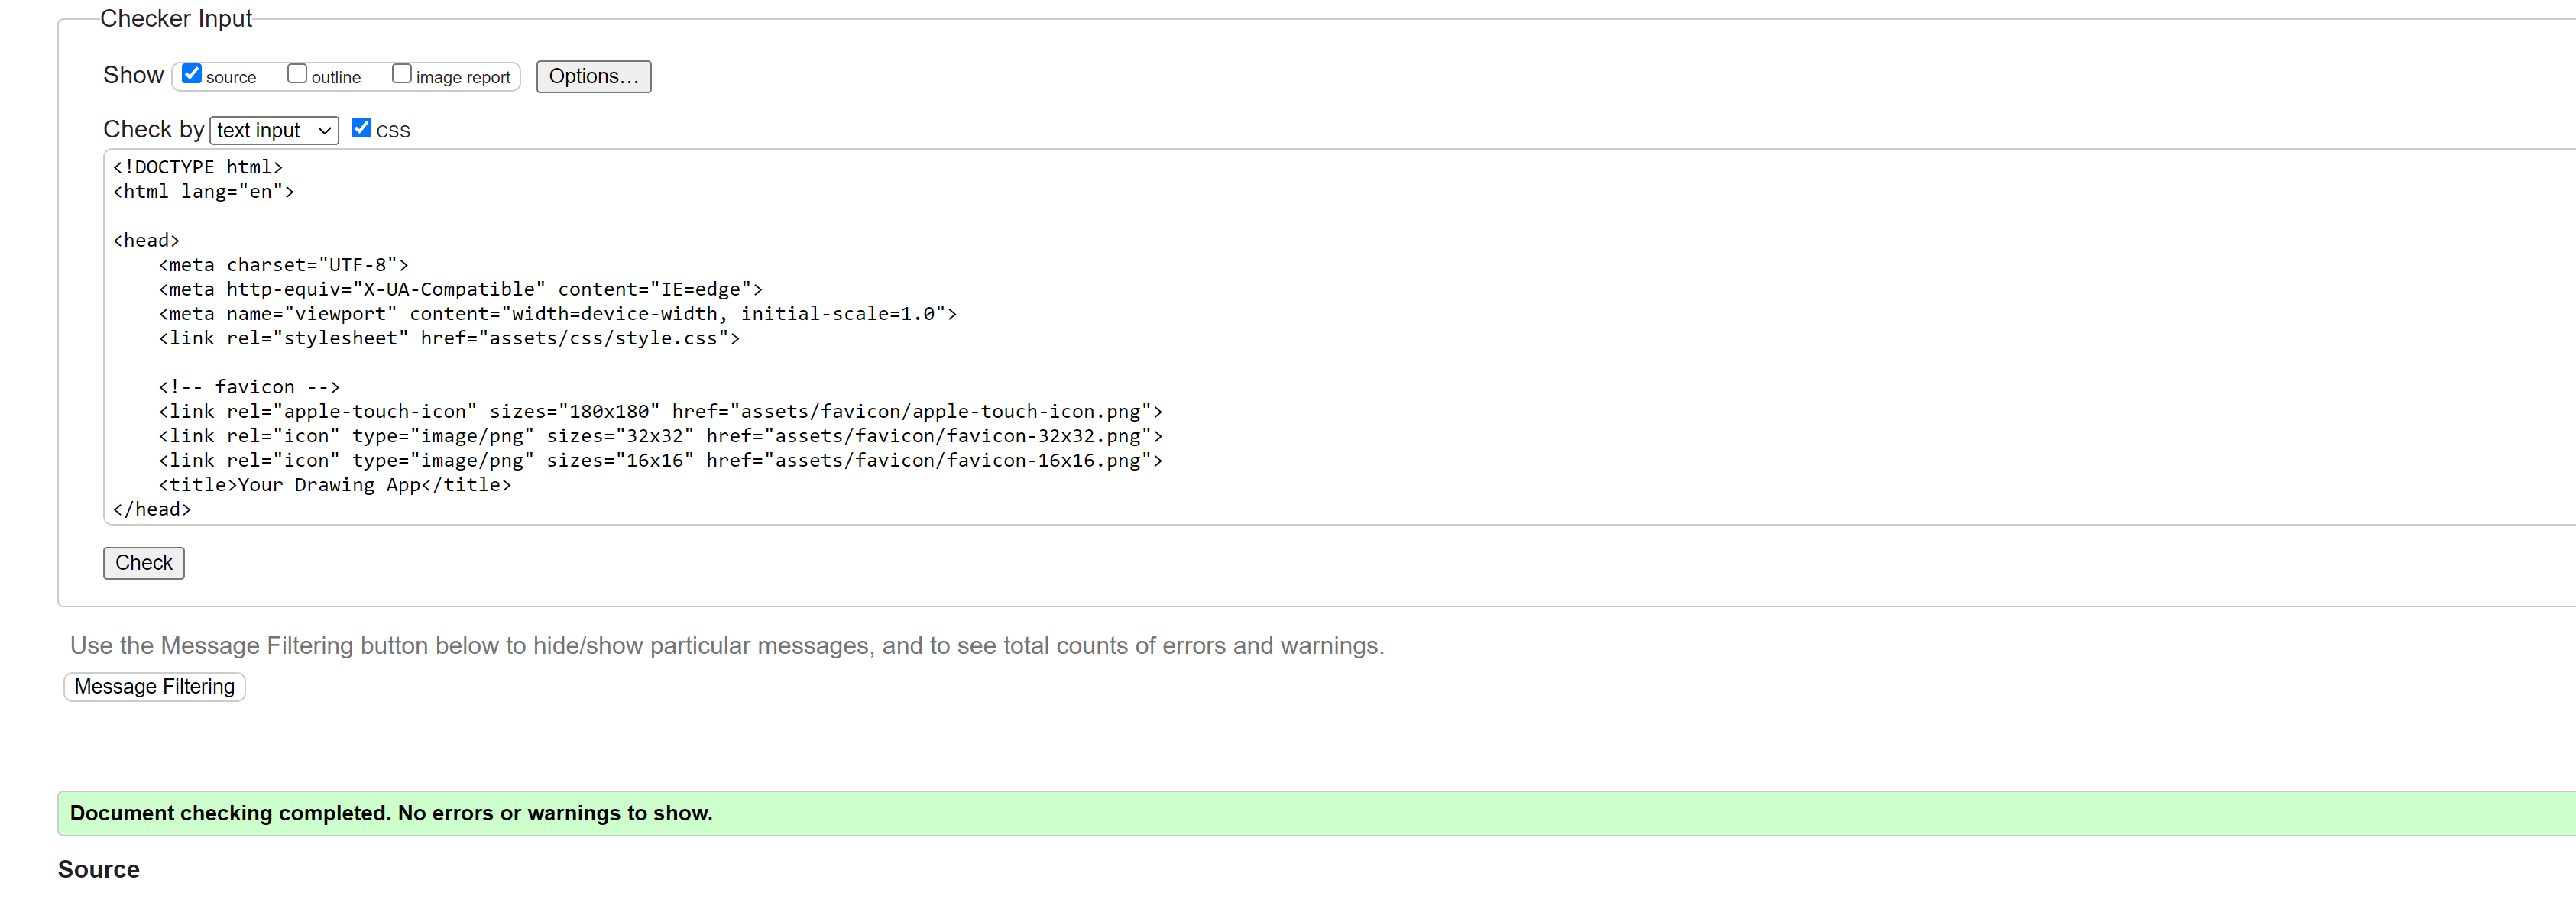 Checker Input
Show source outline image report Options...
Check by text input CSS
<!DOCTYPE html>
<html lang="en">
<head>
<meta charset="UTF-8">
<meta http-equiv="X-UA-Compatible" content="IE=edge">
<meta name="viewport" content="width=device-width, initial-scale=1.0">
<link rel="stylesheet" href="assets/css/style.css">
<!-- favicon -->
<link rel="apple-touch-icon" sizes="180x180" href="assets/favicon/apple-touch-icon.png">
<link rel="icon" type="image/png" sizes="32x32" href="assets/favicon/favicon-32x32.png">
<link rel="icon" type="image/png" sizes="16x16" href="assets/favicon/favicon-16x16.png">
<title>Your Drawing App</title>
</head>
Check
Use the Message Filtering button below to hide/show particular messages, and to see total counts of errors and warnings.
Message Filtering
Document checking completed. No errors or warnings to show.
Source